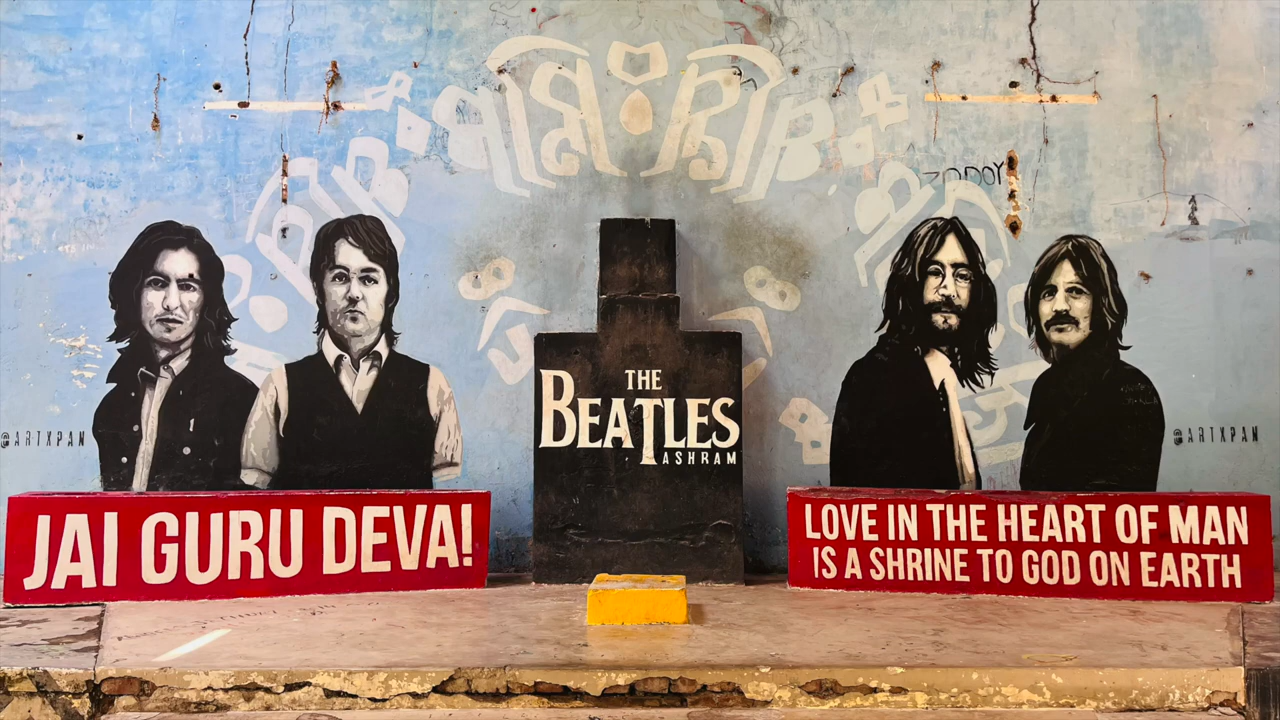 ZODOY
@ARTXPAN
THE
BEATLES
ASHRAM
@ARTXPAN
JAI GURU DEVA!
LOVE IN THE HEART OF MAN
IS A SHRINE TO GOD ON EARTH